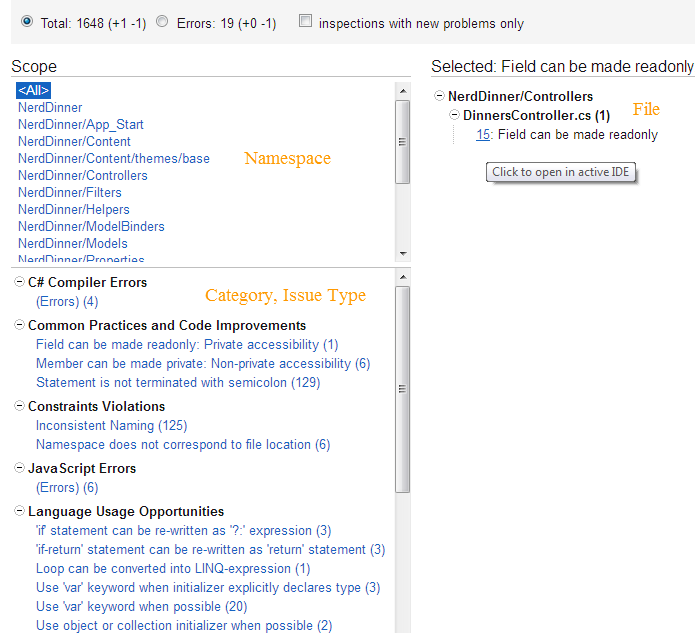 Total: 1648 (+1 -1) Errors: 19 (+0 -1) inspections with new problems only
Scope
<All>
NerdDinner
NerdDinner/App_Start
NerdDinner/Content
NerdDinner/Content/themes/base
NerdDinner/Controllers
NerdDinner/Filters
NerdDinner/Helpers
NerdDinner/ModelBinders
NerdDinner/Models
NerdDinner/Properties
Namespace
C# Compiler Errors
(Errors) (4)
Category, Issue Type
Common Practices and Code Improvements
Field can be made readonly: Private accessibility (1)
Member can be made private: Non-private accessibility (6)
Statement is not terminated with semicolon (129)
Constraints Violations
Inconsistent Naming (125)
Namespace does not correspond to file location (6)
JavaScript Errors
(Errors) (6)
Language Usage Opportunities
'if' statement can be re-written as '?:' expression (3)
'if-return' statement can be re-written as 'return' statement (3)
Loop can be converted into LINQ-expression (1)
Use 'var' keyword when initializer explicitly declares type (3)
Use 'var' keyword when possible (20)
Use object or collection initializer when possible (2)
Selected: Field can be made readonly
NerdDinner/Controllers
DinnersController.cs (1)
File
15: Field can be made readonly
Click to open in active IDE